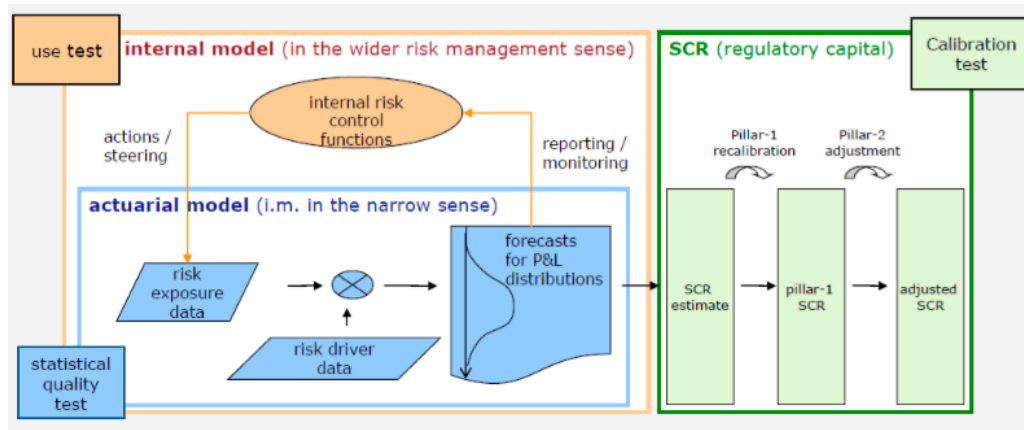 use test
internal model (in the wider risk management sense)
SCR (regulatory capital)
Calibration
test
internal risk
control
functions
actions /
steering
reporting /
monitoring
Pillar-1
recalibration
Pillar-2
adjustment
actuarial model (i.m. in the narrow sense)
forecasts
for P&L
distributions
risk
exposure
data
risk driver
data
SCR
estimate
pillar-1
SCR
adjusted
SCR
statistical
quality
test